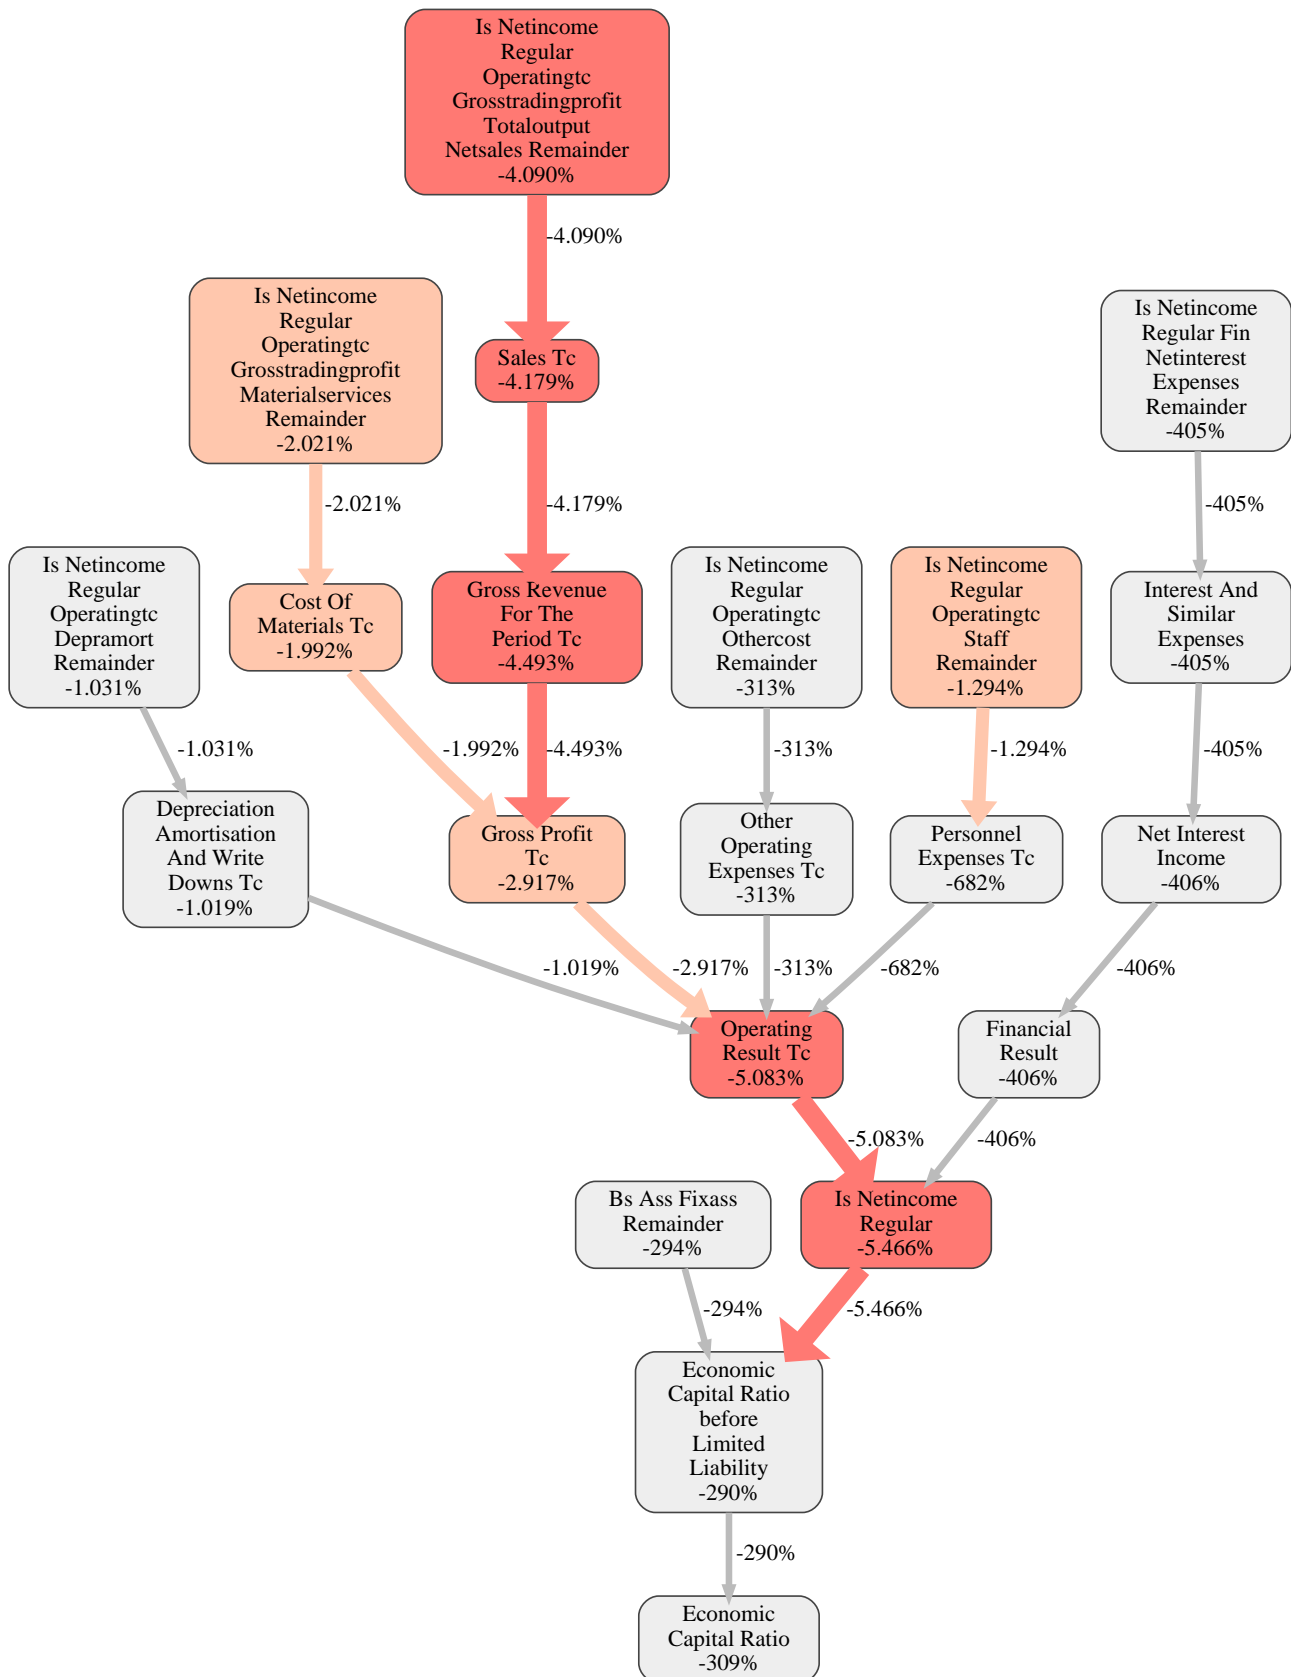 Is Netincome
Regular
Operatingtc
Grosstradingprofit
Totaloutput
Netsales Remainder
-4.090%
-4.090%
Is Netincome
Regular
Operatingtc
Grosstradingprofit
Materialservices
Remainder
-2.021%
Is Netincome
Regular Fin
Netinterest
Expenses
Remainder
-405%
Sales Tc
-4.179%
-2.021%
-4.179%
-405%
Is Netincome
Regular
Operatingtc
Depramort
Remainder
-1.031%
Cost Of
Materials Tc
-1.992%
Gross Revenue
For The
Period Tc
-4.493%
Is Netincome
Regular
Operatingtc
Othercost
Remainder
-313%
Is Netincome
Regular
Operatingtc
Staff
Remainder
-1.294%
Interest And
Similar
Expenses
-405%
-1.031%
-1.992%
-4.493%
-313%
-1.294%
-405%
Depreciation
Amortisation
And Write
Downs Tc
-1.019%
Gross Profit
Tc
-2.917%
Other
Operating
Expenses Tc
-313%
Personnel
Expenses Tc
-682%
Net Interest
Income
-406%
-1.019%
-2.917%
-313%
-682%
-406%
Operating
Result Tc
-5.083%
Financial
Result
-406%
-5.083%
-406%
Bs Ass Fixass
Remainder
-294%
Is Netincome
Regular
-5.466%
-294%
-5.466%
Economic
Capital Ratio
before
Limited
Liability
-290%
-290%
Economic
Capital Ratio
-309%